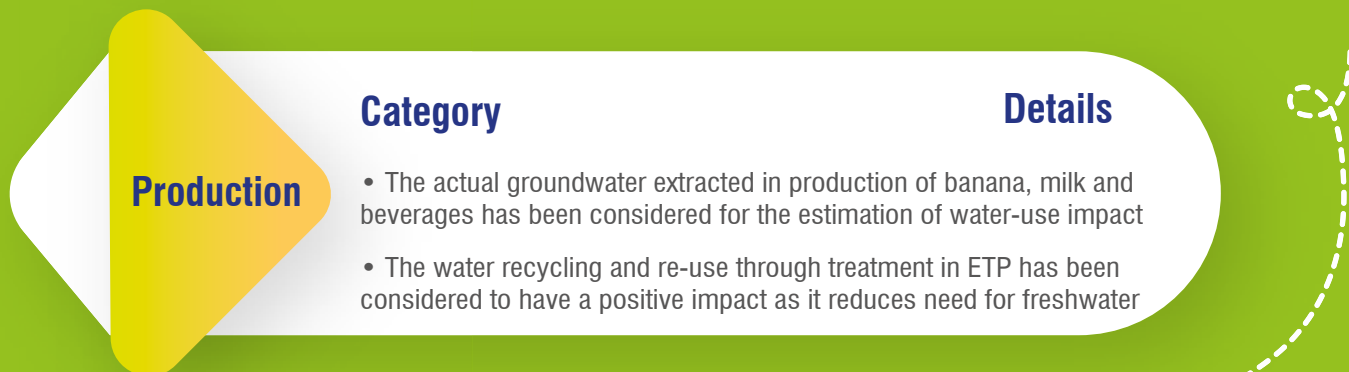 Category Details
Production
• The actual groundwater extracted in production of banana, milk and
beverages has been considered for the estimation of water-use impact
• The water recycling and re-use through treatment in ETP has been
considered to have a positive impact as it reduces need for freshwater